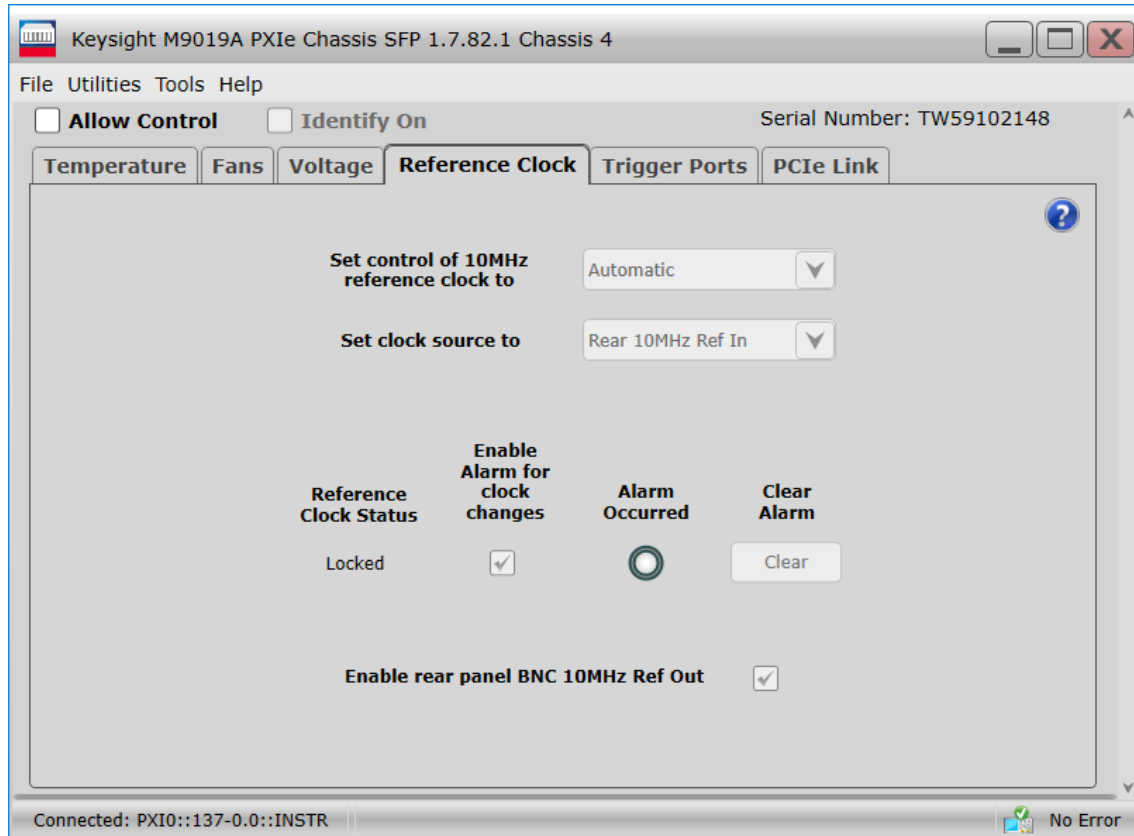 Keysight M9019A PXIe Chassis SFP 1.7.82.1 Chassis 4
File Utilities Tools Help
Allow Control Identify On Serial Number: TW59102148
Temperature Fans Voltage Reference Clock Trigger Ports PCIe Link
?
Set control of 10MHz
reference clock to
Automatic
Set clock source to
Rear 10MHz Ref In
Reference
Clock Status
Enable
Alarm for
clock
changes
Alarm
Occurred
Clear
Alarm
Locked
Clear
Enable rear panel BNC 10MHz Ref Out
Connected: PXI0::137-0.0::INSTR
No Error